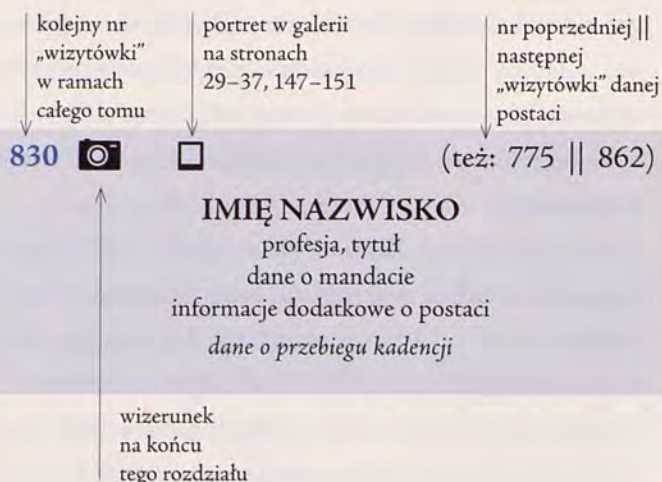 kolejny nr
„wizytówki”
w ramach
całego tomu
portret w galerii
na stronach
29–37, 147–151
nr poprzedniej ||
następnej
„wizytówki” danej
postaci
830 (też: 775 || 862)
IMIĘ NAZWISKO
profesja, tytuł
dane o mandacie
informacje dodatkowe o postaci
dane o przebiegu kadencji
wizerunek
na końcu
tego rozdziału